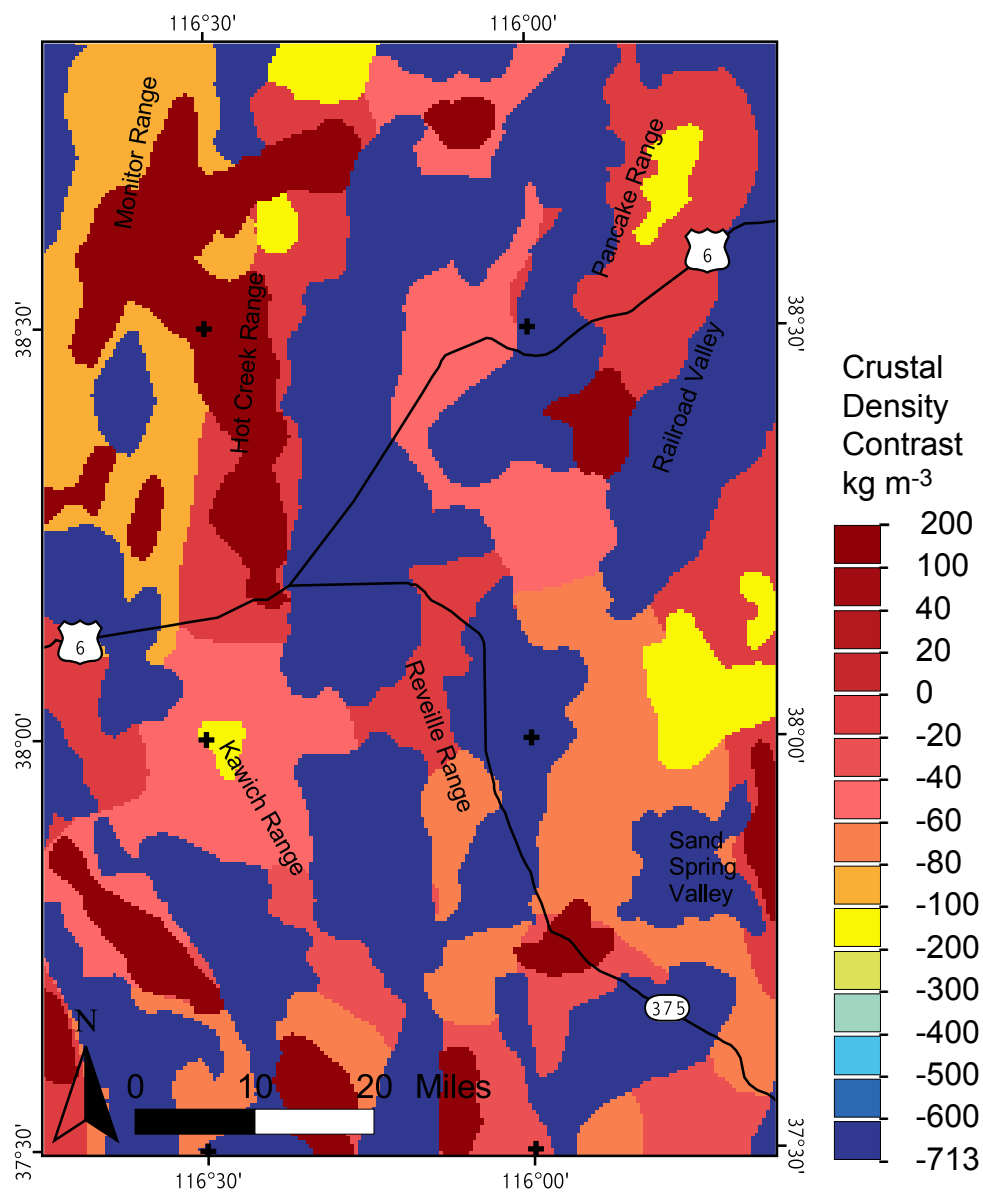 116°30'
116°00'
Monitor Range
Pancake Range
6
Hot Creek Range
38°30'
38°30'
Railroad Valley
6
Reveille Range
38°00'
38°00'
Kawich Range
Sand
Spring
Valley
375
N
0 10 20 Miles
37°30'
37°30'
116°30'
116°00'
Crustal
Density
Contrast
kg m-3
200
100
40
20
0
-20
-40
-60
-80
-100
-200
-300
-400
-500
-600
-713